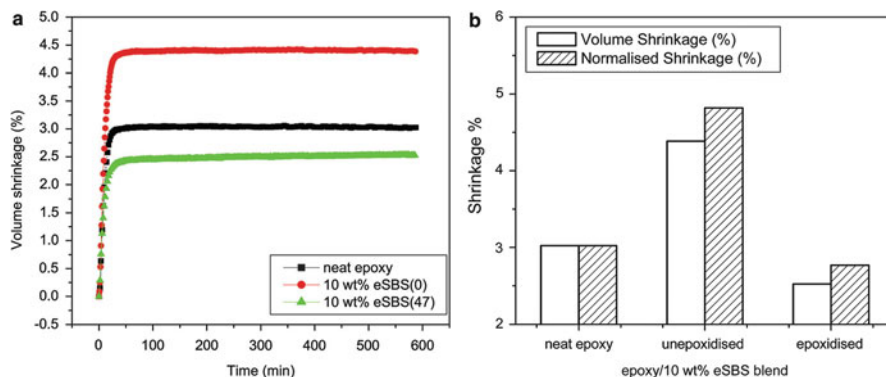 a
5.0
4.5
4.0
3.5
3.0
2.5
2.0
1.5
1.0
0.5
0.0
-0.5
Volume shrinkage (%)
0
100
200
300
400
500
600
Time (min)
neat epoxy
10 wt% eSBS(0)
10 wt% eSBS(47)
b
6
5
4
3
2
Shrinkage %
Volume Shrinkage (%)
Normalised Shrinkage (%)
neat epoxy
unepoxidised
epoxidised
epoxy/10 wt% eSBS blend